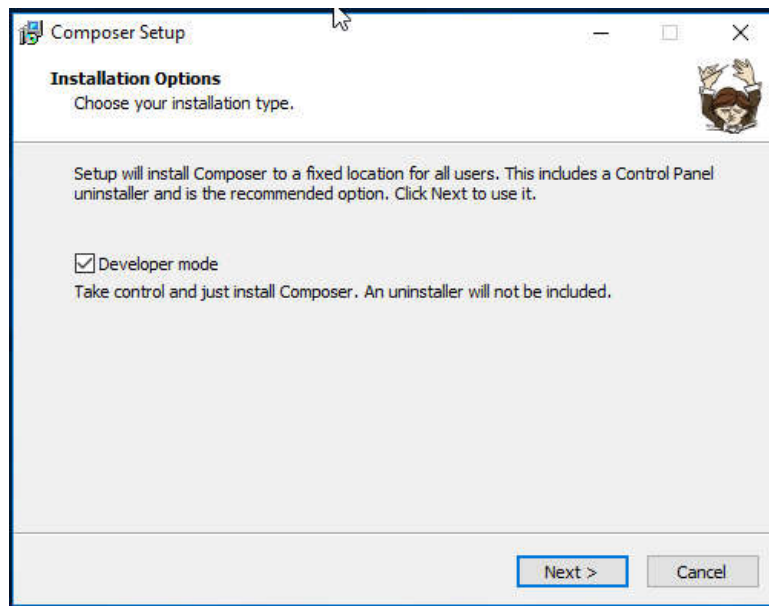 Composer Setup
Installation Options
Choose your installation type.
Setup will install Composer to a fixed location for all users. This includes a Control Panel
uninstaller and is the recommended option. Click Next to use it.
Developer mode
Take control and just install Composer. An uninstaller will not be included.
Next >
Cancel